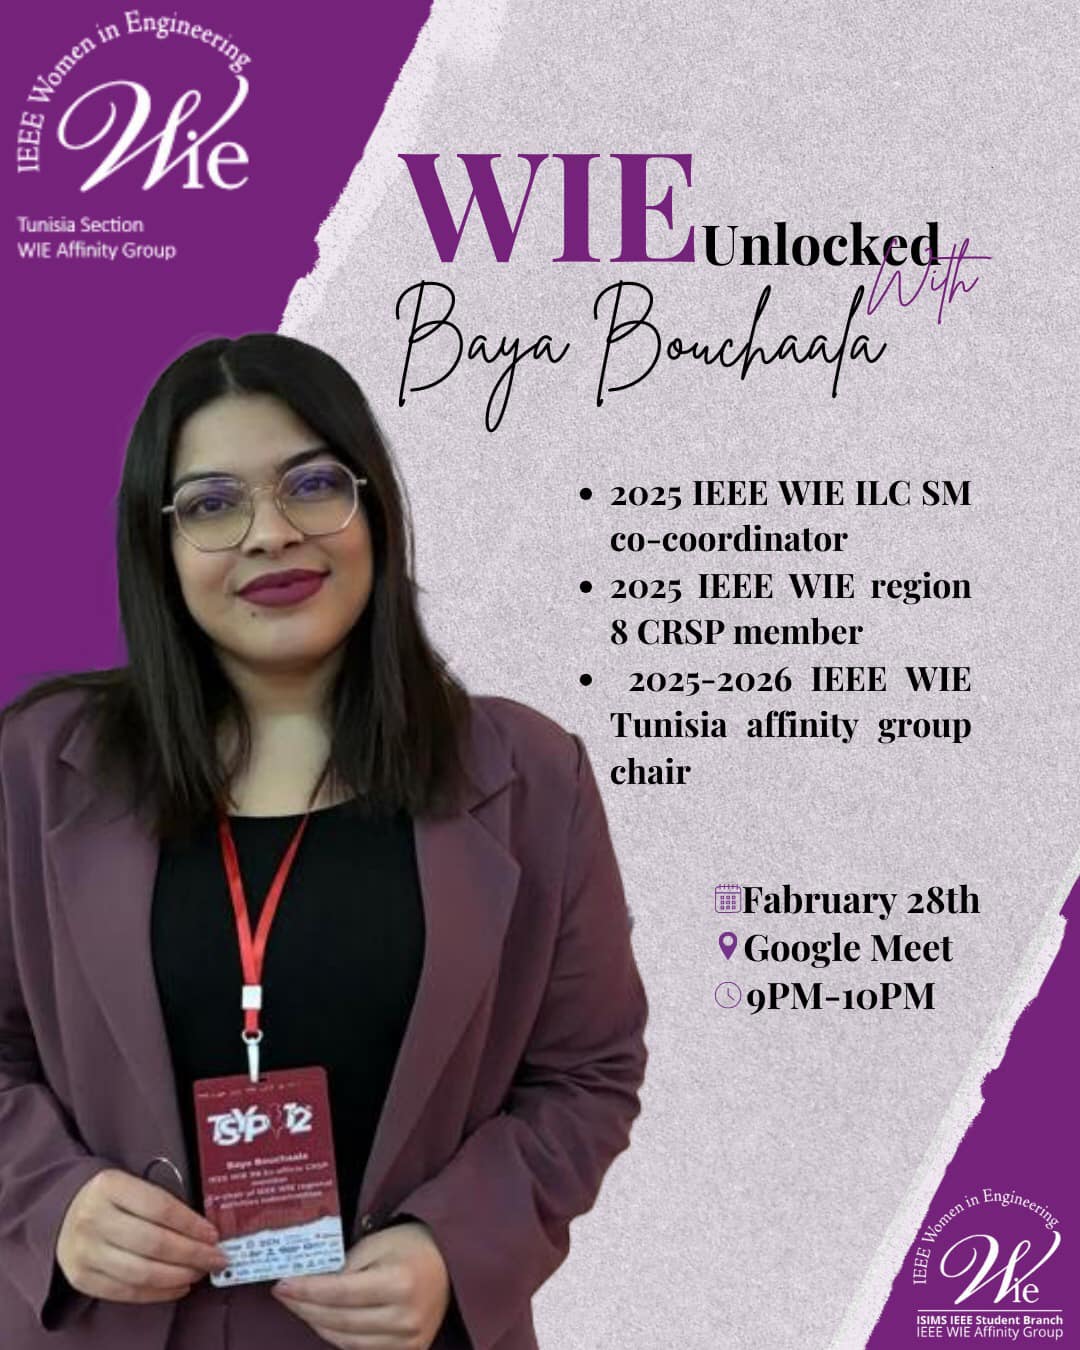 IEEE Women in Engineering
Wie
Tunisia Section
WIE Affinity Group
WIE Unlocked
With
Baya Bouchaala
• 2025 IEEE WIE ILC SM
co-coordinator
• 2025 IEEE WIE region
8 CRSP member
• 2025-2026 IEEE WIE
Tunisia affinity group
chair
Fabruary 28th
Google Meet
9PM-10PM
TSYP 12
Baya Bouchaala
member
IEEE Women in Engineering
Wie
ISIMS IEEE Student Branch
IEEE WIE Affinity Group